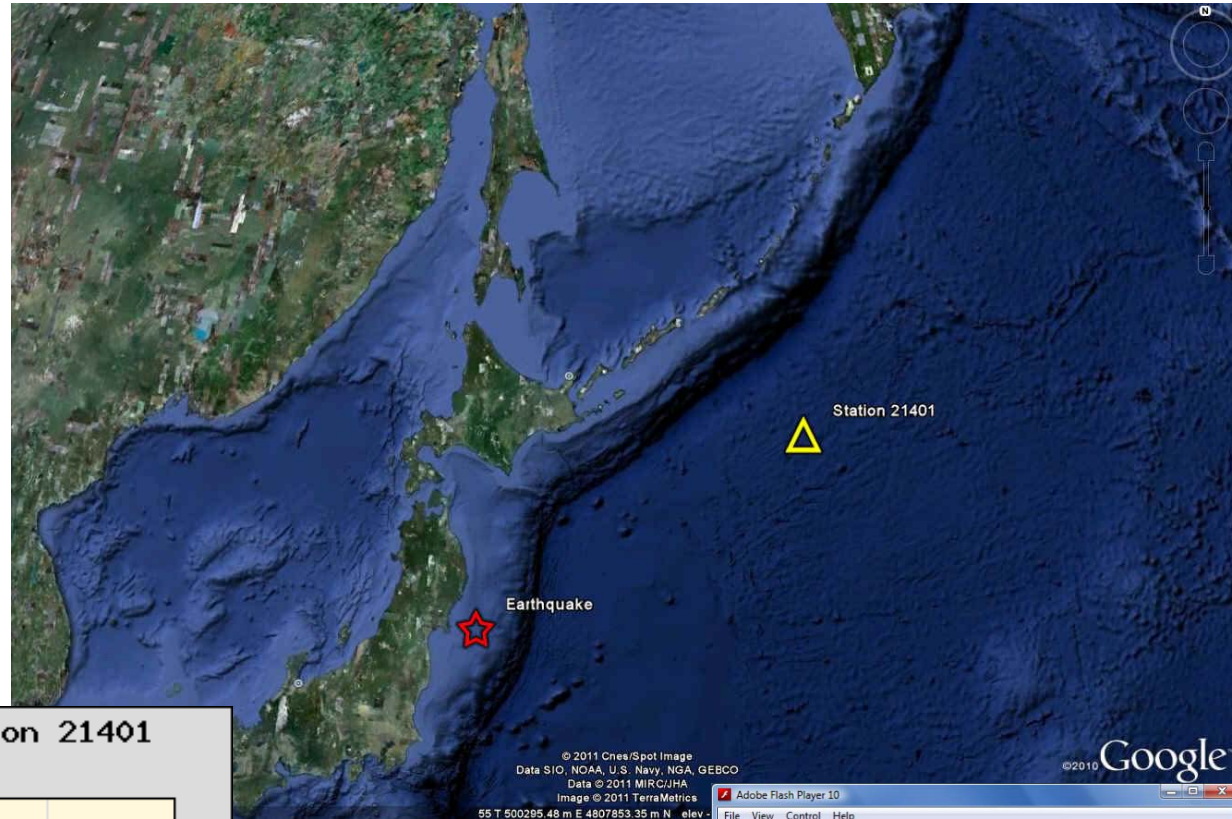 N
Station 21401
Earthquake
on 21401
© 2011 Cnes/Spot Image
Data SIO, NOAA, U.S. Navy, NGA, GEBCO
Data © 2011 MIRC/JHA
Image © 2011 TerraMetrics
55 T 500295.48 m E 4807853.35 m N elev -
©2010 Google
Adobe Flash Player 10
File View Control Help